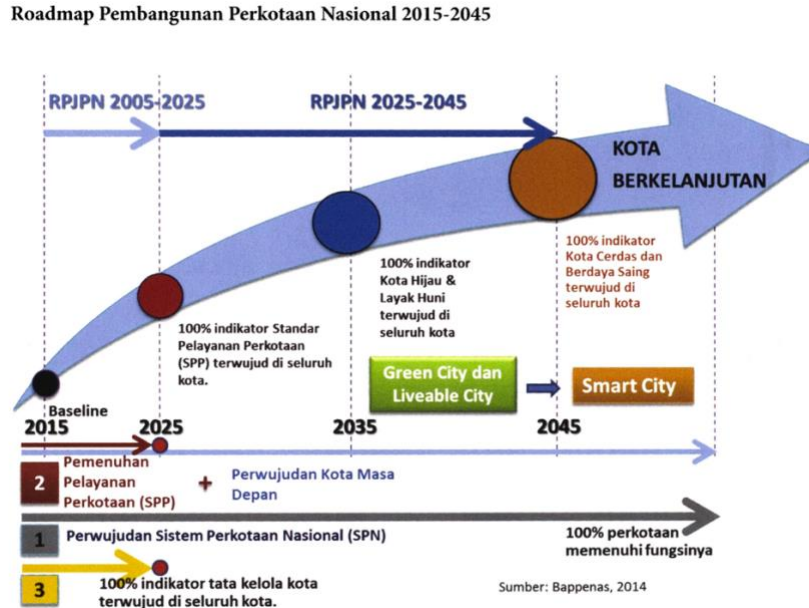 Roadmap Pembangunan Perkotaan Nasional 2015-2045
RPJPN 2005-2025
RPJPN 2025-2045
KOTA
BERKELANJUTAN
100% indikator
Kota Cerdas dan
Berdaya Saing
terwujud di
seluruh kota
100% indikator
Kota Hijau &
Layak Huni
terwujud di
seluruh kota
100% indikator Standar
Pelayanan Perkotaan
(SPP) terwujud di seluruh
kota.
Green City dan
Liveable City
Smart City
Baseline
2015
2025
2035
2045
2
Pemenuhan
Pelayanan
Perkotaan (SPP)
+
Perwujudan Kota Masa
Depan
1
Perwujudan Sistem Perkotaan Nasional (SPN)
100% perkotaan
memenuhi fungsinya
3
100% indikator tata kelola kota
terwujud di seluruh kota.
Sumber: Bappenas, 2014